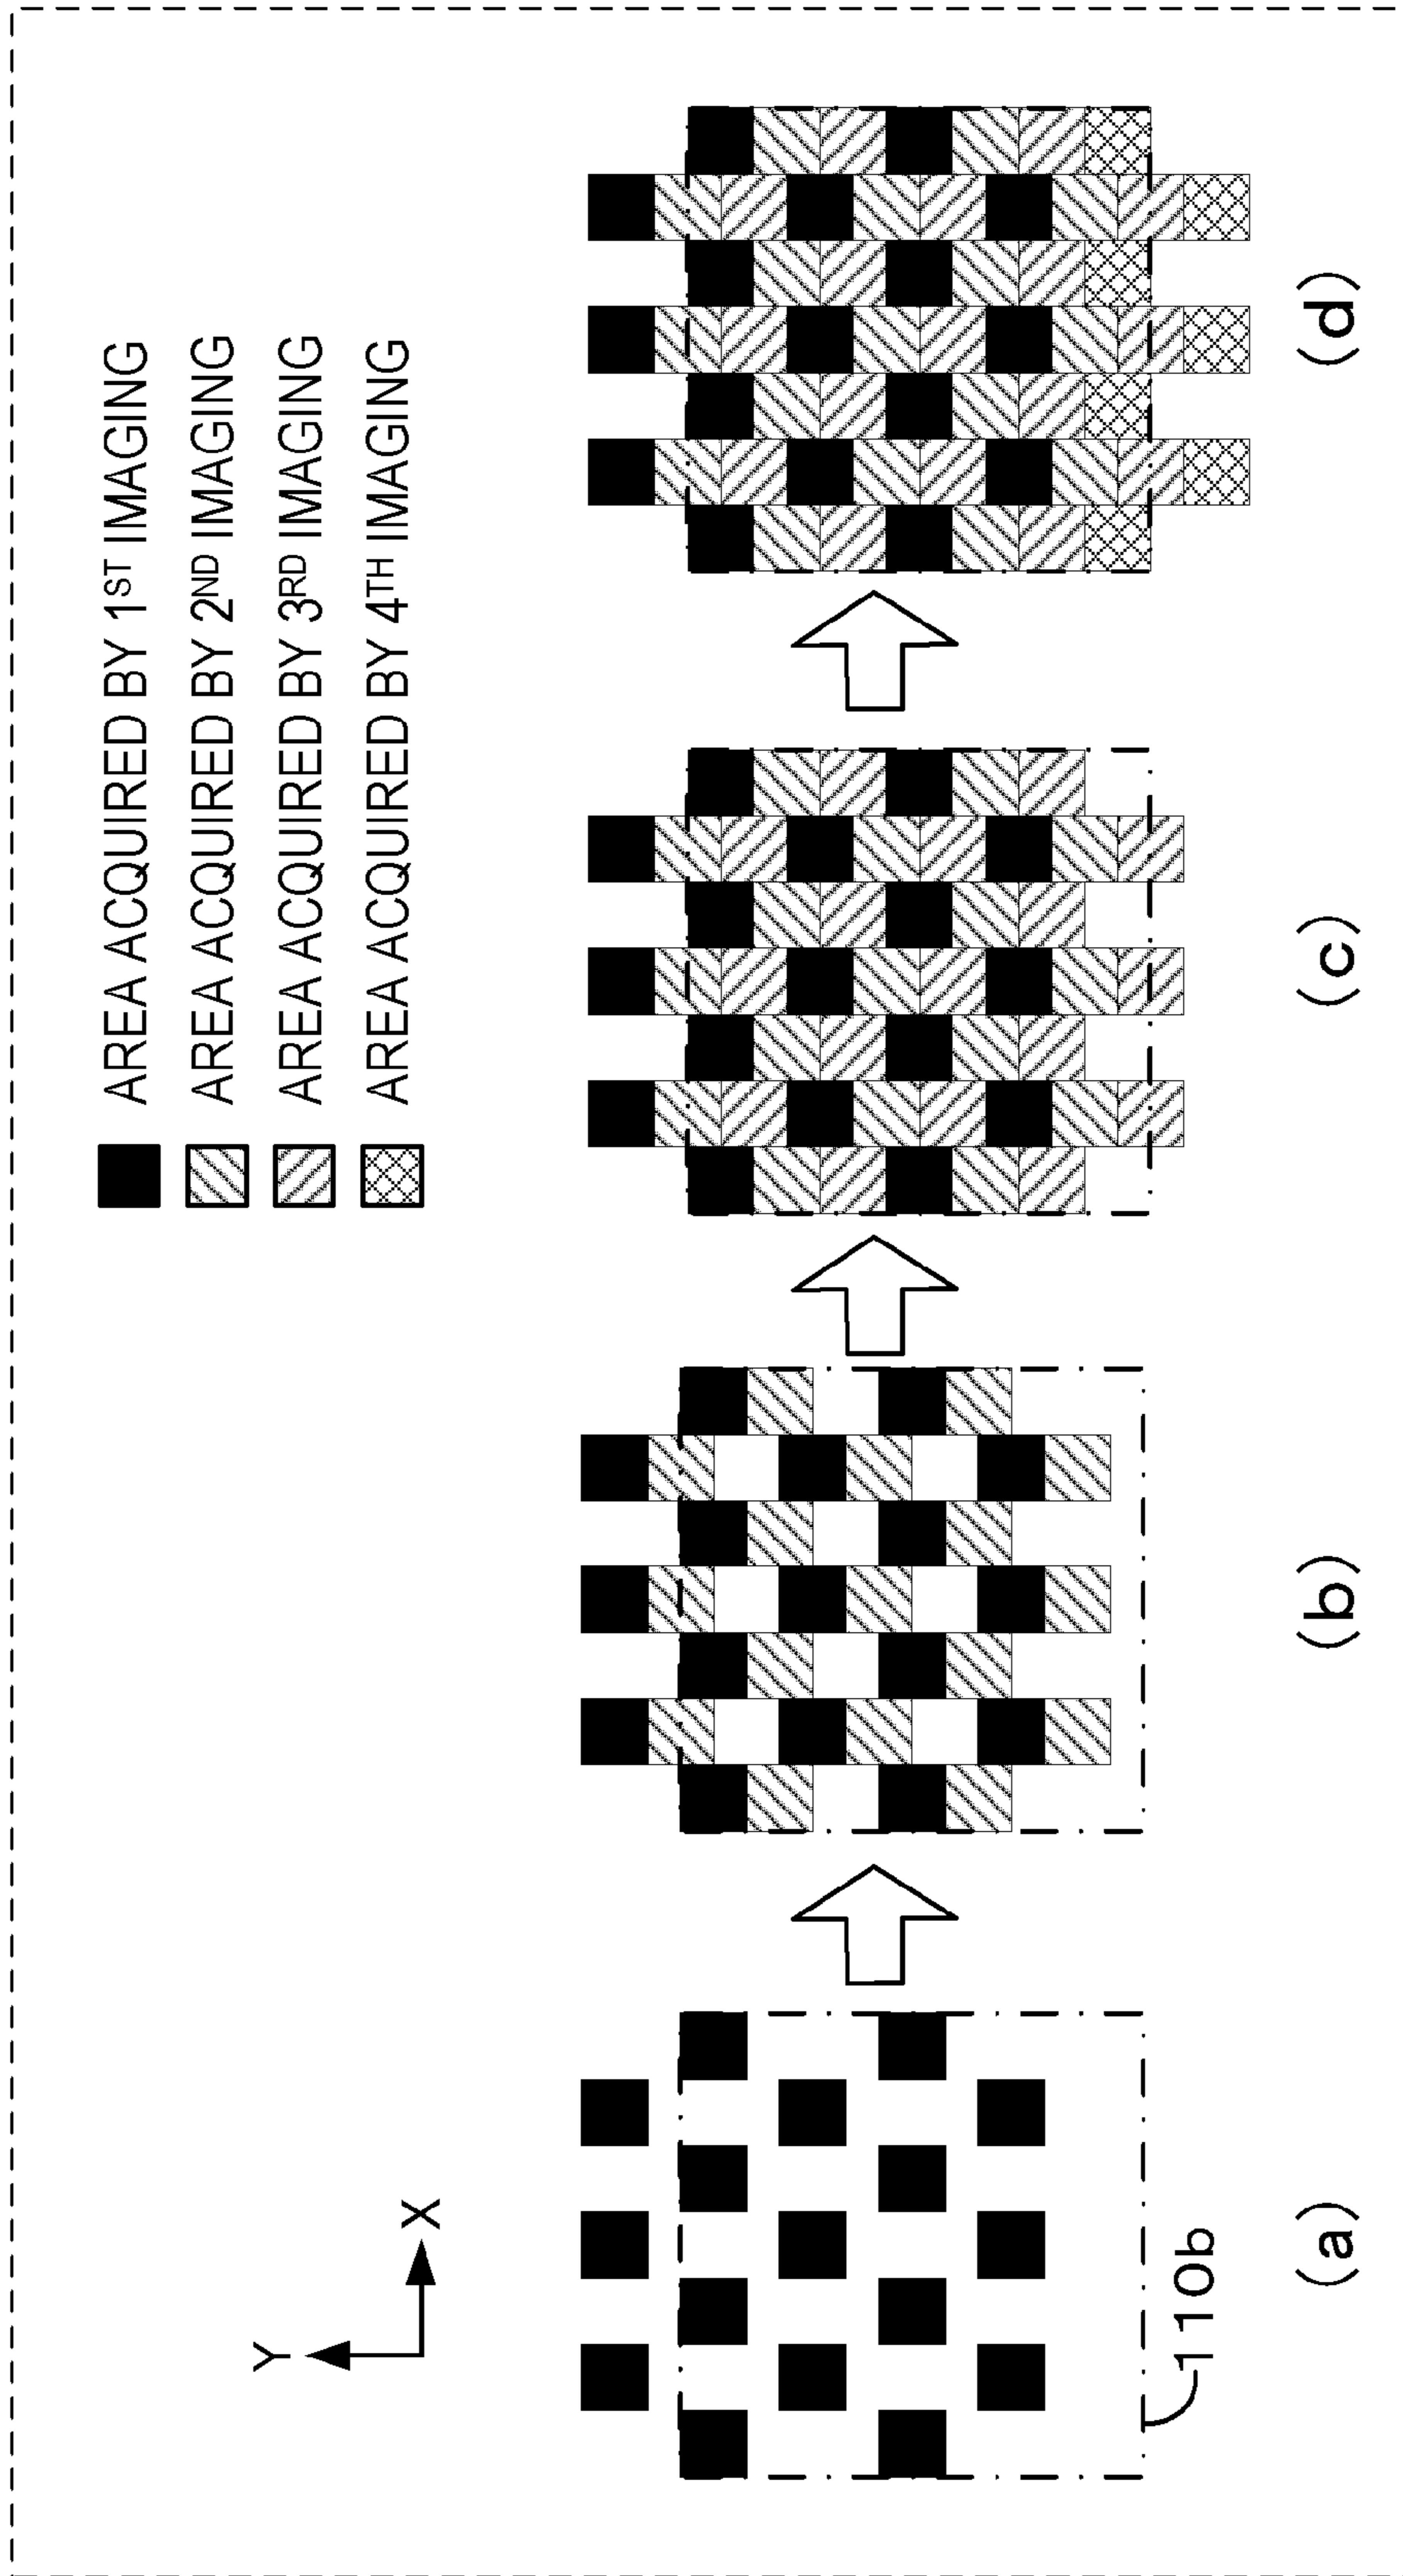 AREA ACQUIRED BY 1ST IMAGING
AREA ACQUIRED BY 2ND IMAGING
AREA ACQUIRED BY 3RD IMAGING
AREA ACQUIRED BY 4TH IMAGING
Y
X
110b
(a)
(b)
(c)
(d)